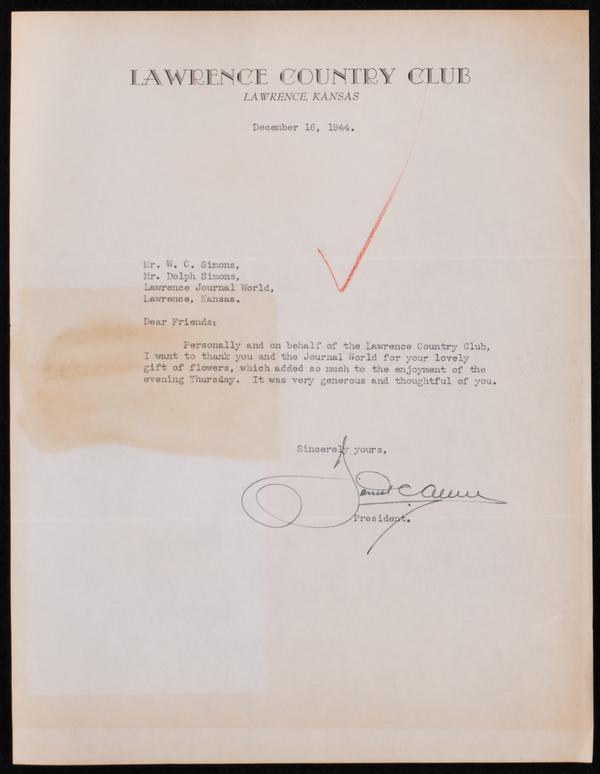 LAWRENCE COUNTRY CLUB
LAWRENCE, KANSAS
December 16, 1944.
Mr. W. C. Simons,
Mr. Dolph Simons,
Lawrence Journal World,
Lawrence, Kansas.
Dear Friends:
Personally and on behalf of the Lawrence Country Club,
I want to thank you and the Journal World for your lovely
gift of flowers, which added so much to the enjoyment of the
evening Thursday. It was very generous and thoughtful of you.
Sincerely yours,
President.